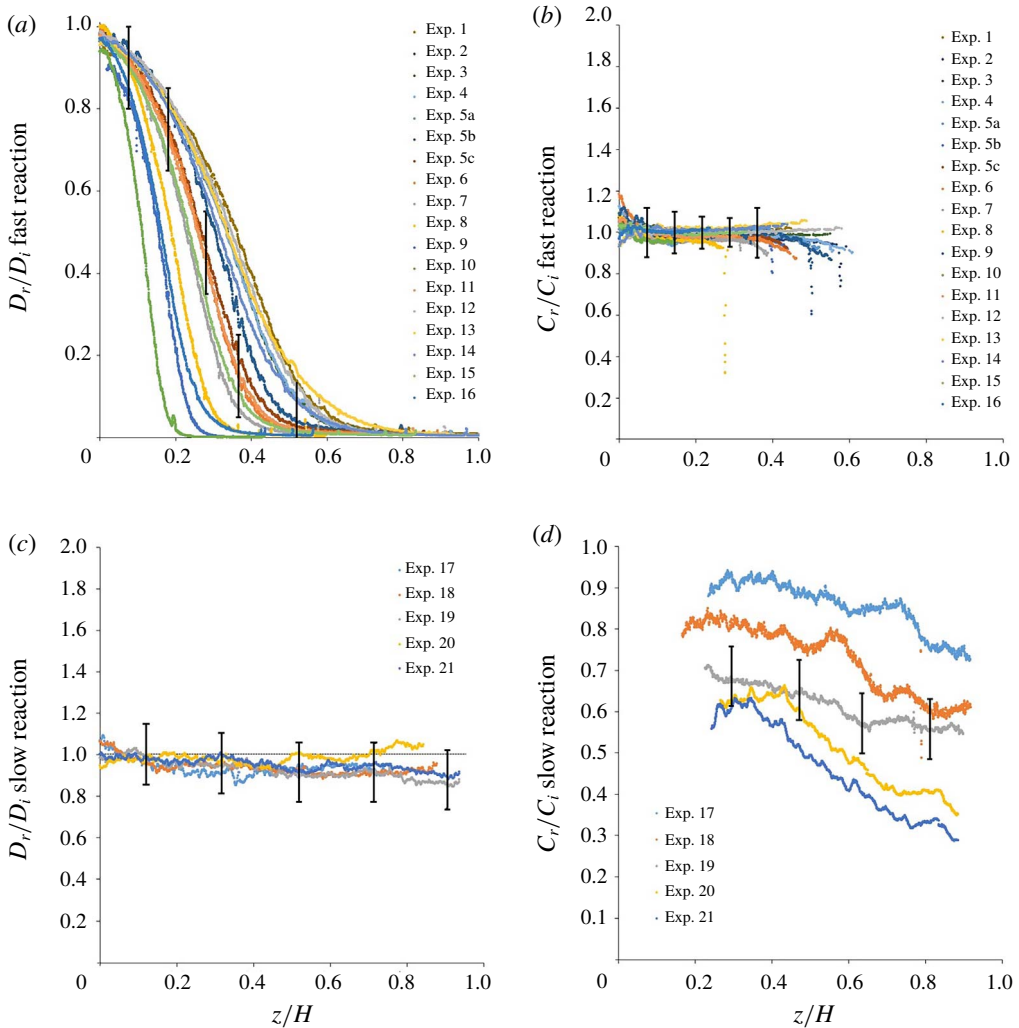 (a)
1.0
0.8
0.6
0.4
0.2
0
0.2
0.4
0.6
0.8
1.0
D_r/D_i fast reaction
Exp. 1
Exp. 2
Exp. 3
Exp. 4
Exp. 5a
Exp. 5b
Exp. 5c
Exp. 6
Exp. 7
Exp. 8
Exp. 9
Exp. 10
Exp. 11
Exp. 12
Exp. 13
Exp. 14
Exp. 15
Exp. 16
(b)
2.0
1.8
1.6
1.4
1.2
1.0
0.8
0.6
0.4
0.2
0
0.2
0.4
0.6
0.8
1.0
C_r/C_i fast reaction
Exp. 1
Exp. 2
Exp. 3
Exp. 4
Exp. 5a
Exp. 5b
Exp. 5c
Exp. 6
Exp. 7
Exp. 8
Exp. 9
Exp. 10
Exp. 11
Exp. 12
Exp. 13
Exp. 14
Exp. 15
Exp. 16
(c)
2.0
1.8
1.6
1.4
1.2
1.0
0.8
0.6
0.4
0.2
0
0.2
0.4
0.6
0.8
1.0
D_r/D_i slow reaction
z/H
Exp. 17
Exp. 18
Exp. 19
Exp. 20
Exp. 21
(d)
1.0
0.9
0.8
0.7
0.6
0.5
0.4
0.3
0.2
0.1
0
0.2
0.4
0.6
0.8
1.0
C_r/C_i slow reaction
z/H
Exp. 17
Exp. 18
Exp. 19
Exp. 20
Exp. 21